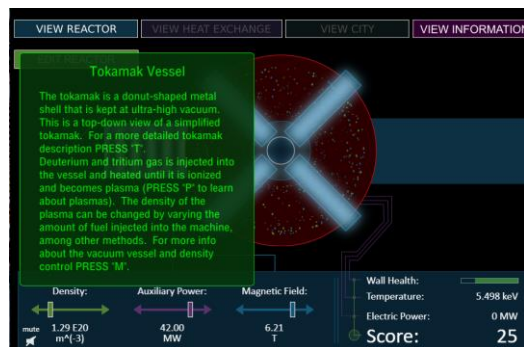 VIEW REACTOR
VIEW HEAT EXCHANGE
VIEW CITY
VIEW INFORMATION
EDIT REACTOR
Tokamak Vessel
The tokamak is a donut-shaped metal
shell that is kept at ultra-high vacuum.
This is a top-down view of a simplified
tokamak. For a more detailed tokamak
description PRESS "T".
Deuterium and tritium gas is injected into
the vessel and heated until it is ionized
and becomes plasma (PRESS "P" to learn
about plasmas). The density of the
plasma can be changed by varying the
amount of fuel injected into the machine,
among other methods. For more info
about the vacuum vessel and density
control PRESS "M".
Density:
Auxiliary Power:
Magnetic Field:
mute
1.29 E20
m^(-3)
42.00
MW
6.21
T
Wall Health:
Temperature: 5.498 keV
Electric Power: 0 MW
Score: 25